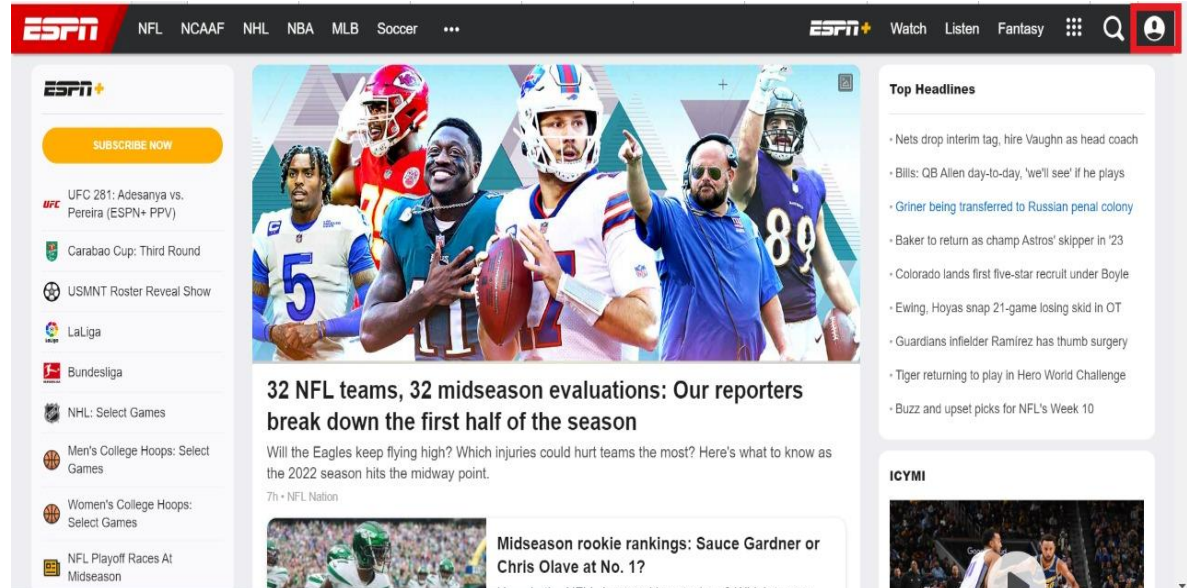 ESPN NFL NCAAF NHL NBA MLB Soccer ••• ESPN+ Watch Listen Fantasy
ESPN+
SUBSCRIBE NOW
UFC UFC 281: Adesanya vs.
Pereira (ESPN+ PPV)
Carabao Cup: Third Round
USMNT Roster Reveal Show
LaLiga
Bundesliga
NHL: Select Games
Men's College Hoops: Select
Games
Women's College Hoops:
Select Games
NFL Playoff Races At
Midseason
5
11
17
89
32 NFL teams, 32 midseason evaluations: Our reporters
break down the first half of the season
Will the Eagles keep flying high? Which injuries could hurt teams the most? Here's what to know as
the 2022 season hits the midway point.
7h • NFL Nation
Midseason rookie rankings: Sauce Gardner or
Chris Olave at No. 1?
Top Headlines
• Nets drop interim tag, hire Vaughn as head coach
• Bills: QB Allen day-to-day, 'we'll see' if he plays
• Griner being transferred to Russian penal colony
• Baker to return as champ Astros' skipper in '23
• Colorado lands first five-star recruit under Boyle
• Ewing, Hoyas snap 21-game losing skid in OT
• Guardians infielder Ramírez has thumb surgery
• Tiger returning to play in Hero World Challenge
• Buzz and upset picks for NFL's Week 10
ICYMI